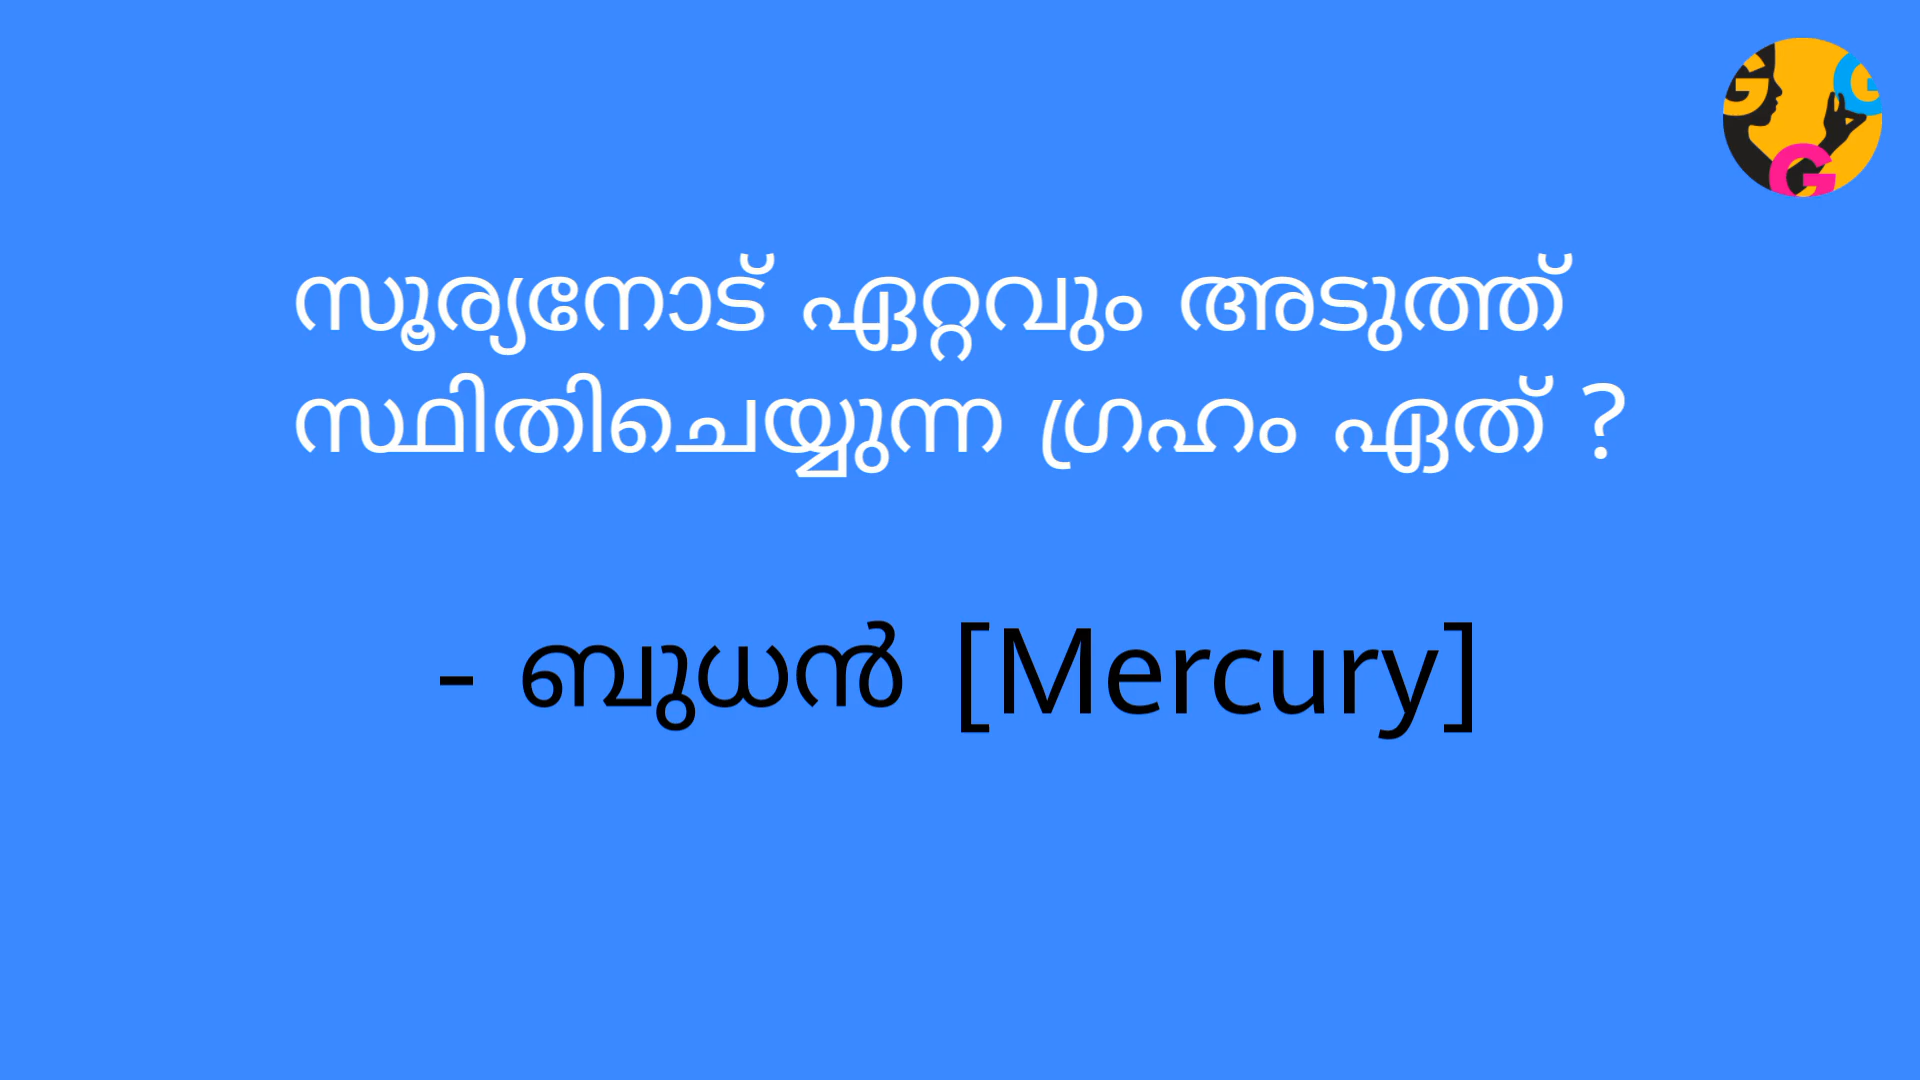 സൂര്യനോട് ഏറ്റവും അടുത്ത്
സ്ഥിതിചെയ്യുന്ന ഗ്രഹം ഏത് ?
- ബുധൻ [Mercury]
G G
G